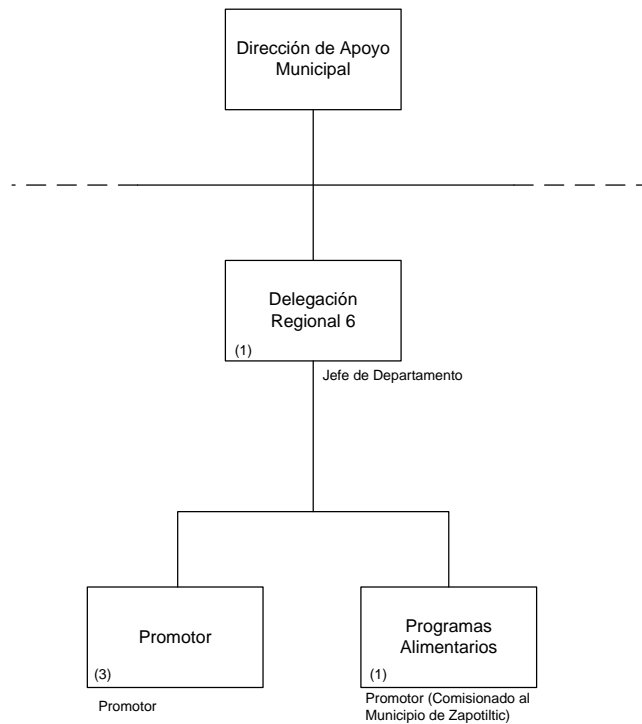 Dirección de Apoyo
Municipal
Delegación
Regional 6
(1)
Jefe de Departamento
Promotor
(3)
Promotor
Programas
Alimentarios
(1)
Promotor (Comisionado al
Municipio de Zapotiltic)